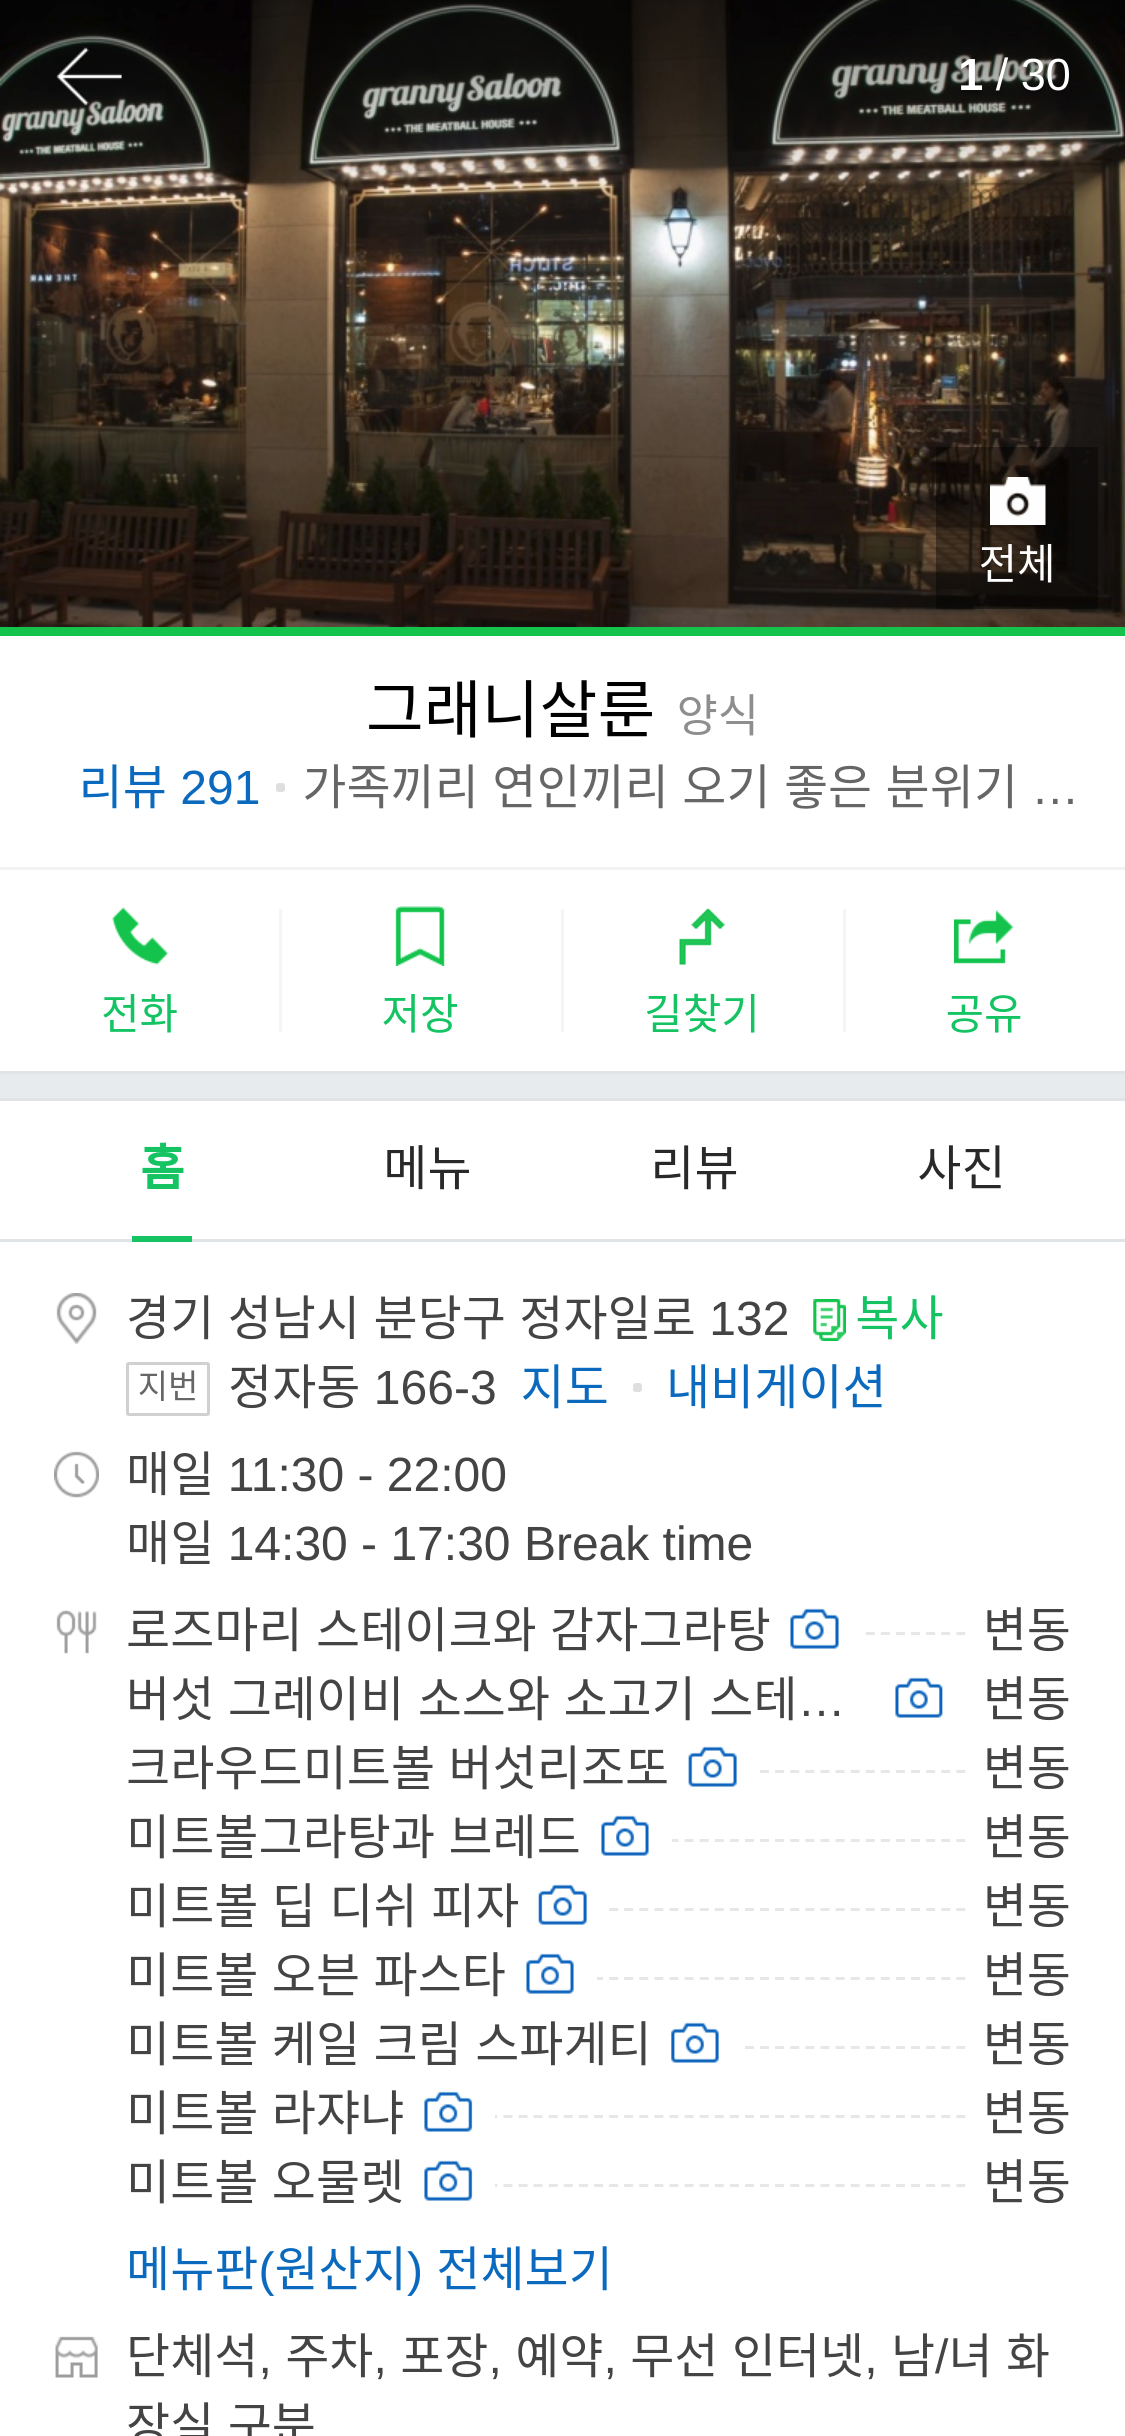 granny Saloon
••• THE MEATBALL HOUSE •••
granny Saloon
••• THE MEATBALL HOUSE •••
granny Saloon
••• THE MEATBALL HOUSE •••
1 / 30
전체
그래니살룬 양식
리뷰 291 · 가족끼리 연인끼리 오기 좋은 분위기 ...
전화 저장 길찾기 공유
홈 메뉴 리뷰 사진
경기 성남시 분당구 정자일로 132 복사
지번 정자동 166-3 지도 · 내비게이션
매일 11:30 - 22:00
매일 14:30 - 17:30 Break time
로즈마리 스테이크와 감자그라탕 변동
버섯 그레이비 소스와 소고기 스테... 변동
크라우드미트볼 버섯리조또 변동
미트볼그라탕과 브레드 변동
미트볼 딥 디쉬 피자 변동
미트볼 오븐 파스타 변동
미트볼 케일 크림 스파게티 변동
미트볼 라쟈냐 변동
미트볼 오물렛 변동
메뉴판(원산지) 전체보기
단체석, 주차, 포장, 예약, 무선 인터넷, 남/녀 화
장실 구분